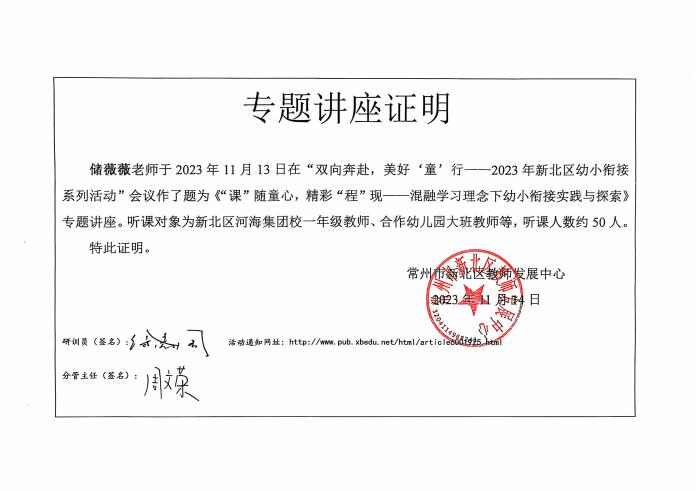 专题讲座证明
储薇薇老师于 2023 年 11 月 13 日在“双向奔赴，美好‘童’行——2023 年新北区幼小衔接
系列活动”会议作了题为《“课”随童心，精彩“程”现——混融学习理念下幼小衔接实践与探索》
专题讲座。听课对象为新北区河海集团校一年级教师、合作幼儿园大班教师等，听课人数约 50 人。
特此证明。
常州市新北区教师发展中心
2023 年 11 月 14 日
研训员（签名）：
活动通知网址：http://www.pub.xbedu.net/html/article601925.html
分管主任（签名）：周文荣